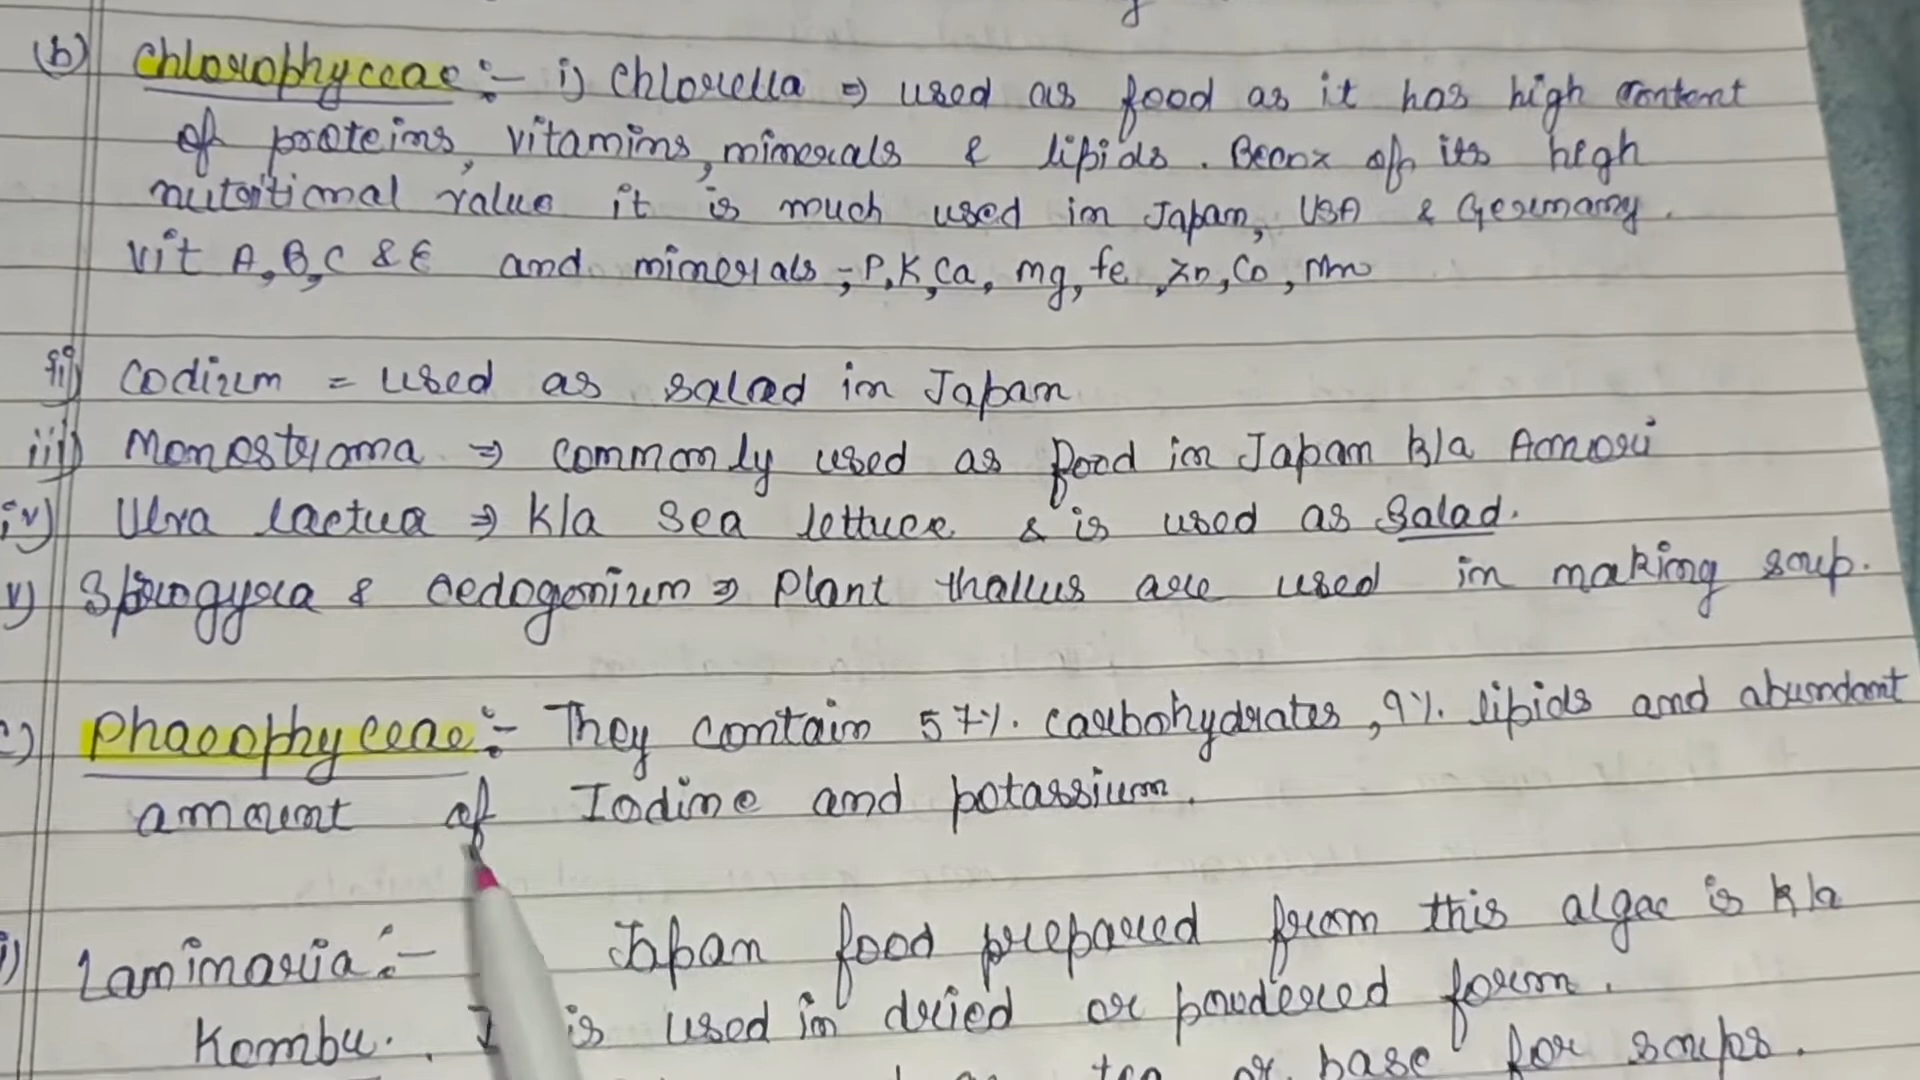 (b) Chlorophyceae :- i) Chlorella ⇒ used as food as it has high content
of proteins, vitamins, minerals & lipids. Becoz of its high
nutritional value it is much used in Japan, USA & Germany.
Vit A, B, C & E and minerals ;- P, K, Ca, mg, fe, Zn, Co, Mn
ii) Codium = used as salad in Japan
iii) Monostroma ⇒ commonly used as food in Japan k/a Aonori
iv) Ulva lactua ⇒ k/a Sea lettuce & is used as Salad.
v) Spirogyra & Oedogonium ⇒ Plant thallus are used in making soup.
c) Phaeophyceae :- They contain 57%. carbohydrates, 9%. lipids and abundant
amount of Iodine and potassium.
i) Laminaria :- Japan food prepared from this algae is k/a
Kombu. is used in dried or powdered form.
tea or base for soups.